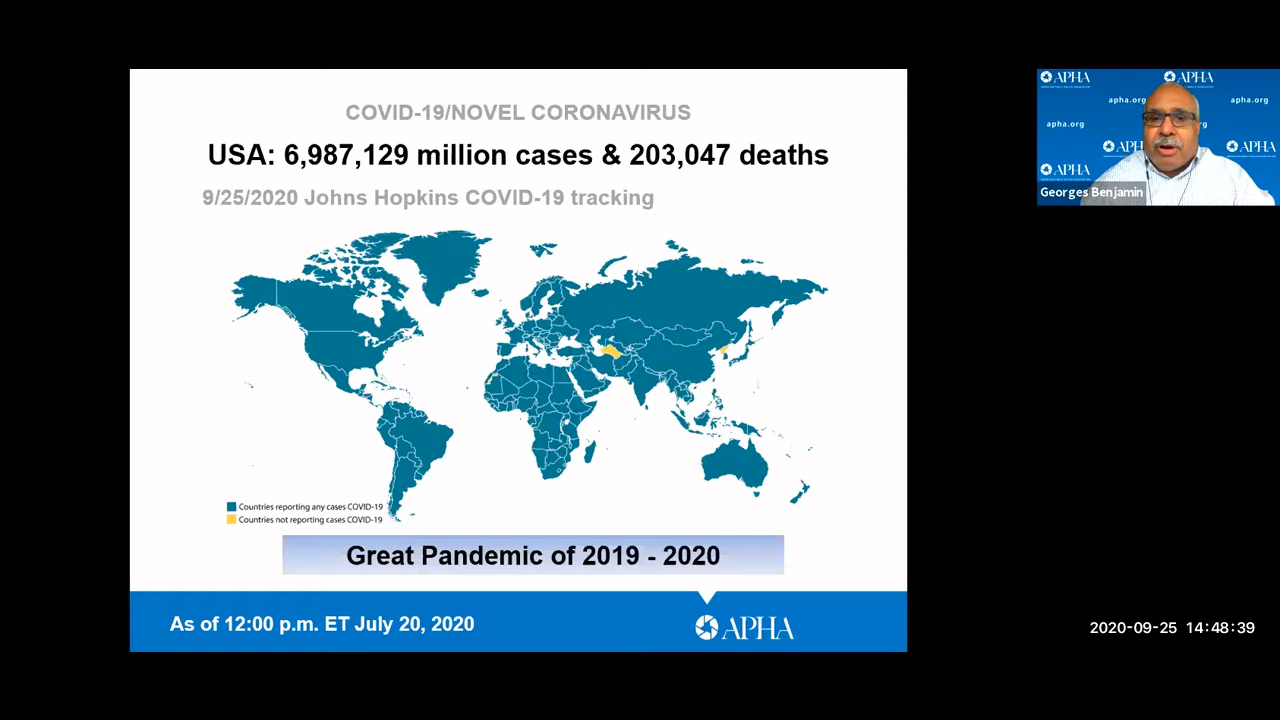 COVID-19/NOVEL CORONAVIRUS
USA: 6,987,129 million cases & 203,047 deaths
9/25/2020 Johns Hopkins COVID-19 tracking
Countries reporting any cases COVID-19
Countries not reporting cases COVID-19
Great Pandemic of 2019 - 2020
As of 12:00 p.m. ET July 20, 2020
APHA
APHA
APHA
apha.org
apha.org
apha.org
APHA
APHA
APHA
Georges Benjamin
2020-09-25 14:48:39